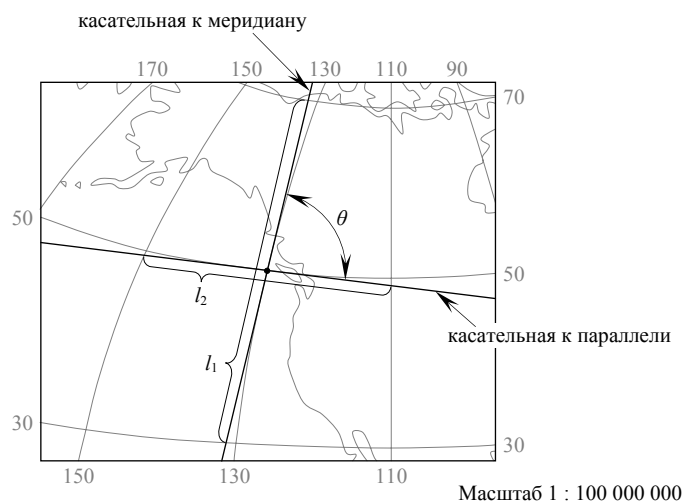 касательная к меридиану
170 150 130 110 90
70
50
θ
50
l2
касательная к параллели
l1
30
30
150 130 110
Масштаб 1 : 100 000 000